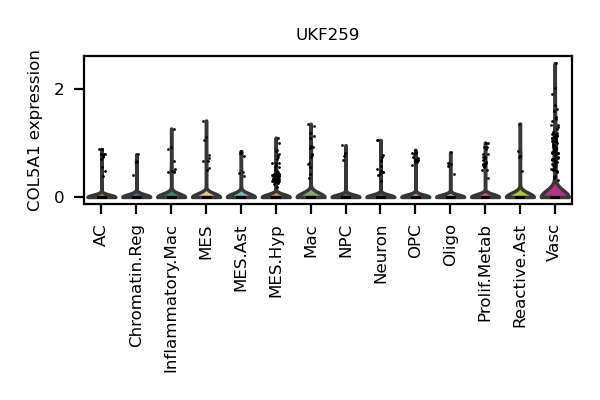 UKF259
COL5A1 expression
2
0
AC
Chromatin.Reg
Inflammatory.Mac
MES
MES.Ast
MES.Hyp
Mac
NPC
Neuron
OPC
Oligo
Prolif.Metab
Reactive.Ast
Vasc